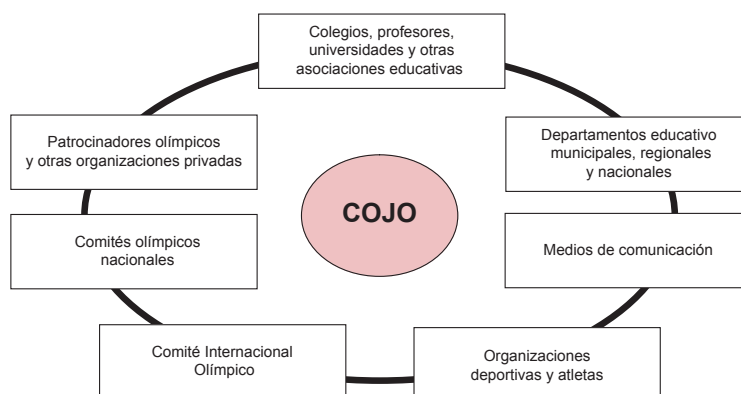 Colegios, profesores,
universidades y otras
asociaciones educativas
Patrocinadores olímpicos
y otras organizaciones privadas
Departamentos educativo
municipales, regionales
y nacionales
COJO
Comités olímpicos
nacionales
Medios de comunicación
Comité Internacional
Olímpico
Organizaciones
deportivas y atletas